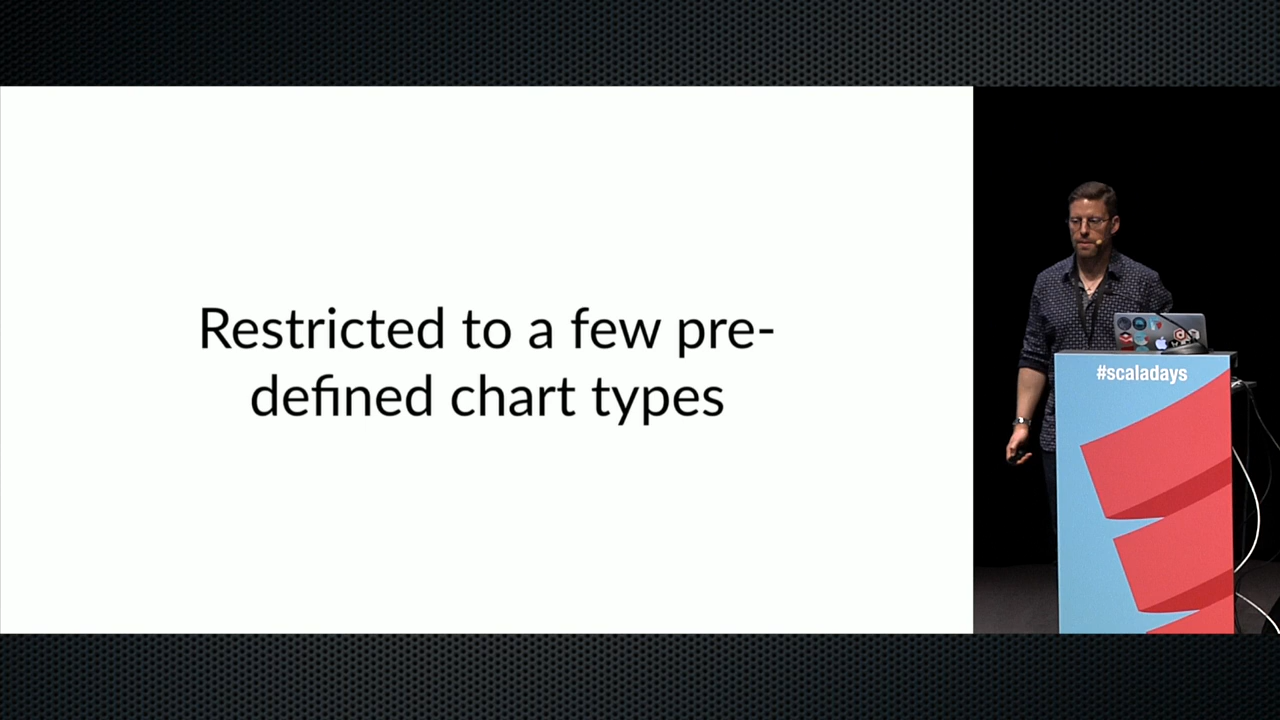 Restricted to a few pre-
defined chart types
#scaladays